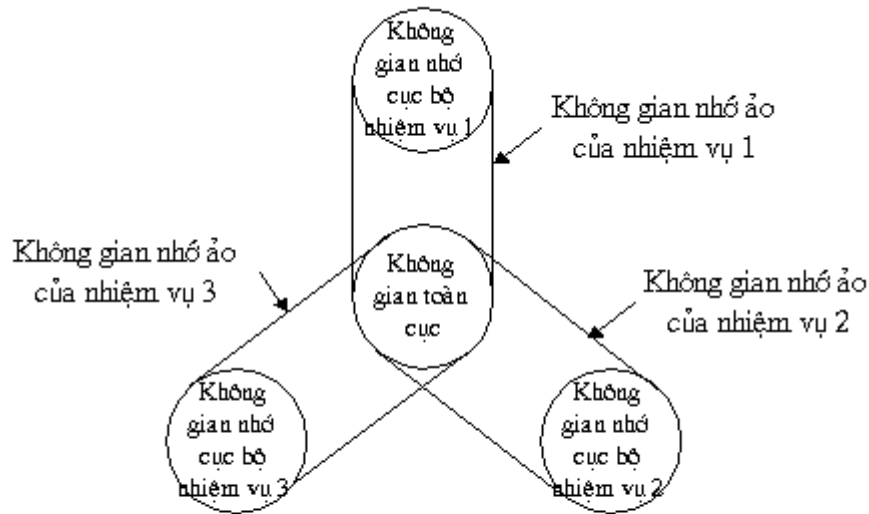 Không
gian nhớ
cục bộ
nhiệm vụ 1
Không gian nhớ ảo
của nhiệm vụ 1
Không gian nhớ ảo
của nhiệm vụ 3
Không
gian toàn
cục
Không gian nhớ ảo
của nhiệm vụ 2
Không
gian nhớ
cục bộ
nhiệm vụ 3
Không
gian nhớ
cục bộ
nhiệm vụ 2